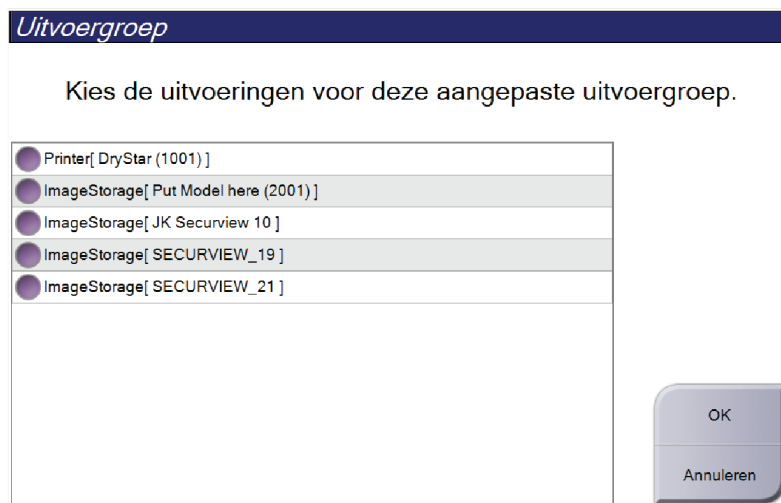 Uitvoergroep
Kies de uitvoeringen voor deze aangepaste uitvoergroep.
Printer[ DryStar (1001) ]
ImageStorage[ Put Model here (2001) ]
ImageStorage[ JK Securview 10 ]
ImageStorage[ SECURVIEW_19 ]
ImageStorage[ SECURVIEW_21 ]
OK
Annuleren